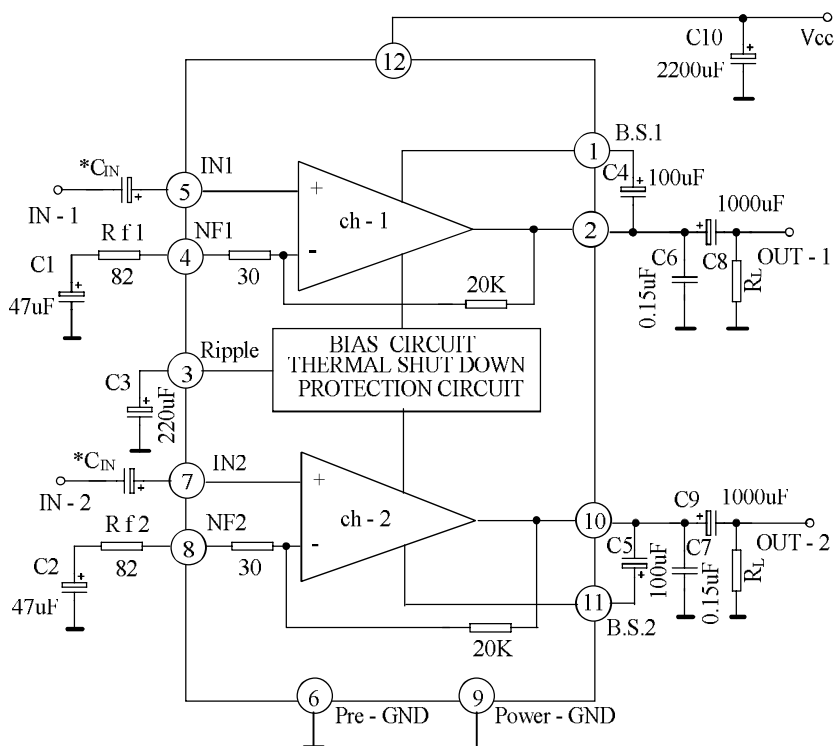 C10
Vcc
12
2200uF
B.S.1
1
*CIN
IN1
C4
100uF
5
+
1000uF
IN - 1
ch - 1
2
R f 1
NF1
C1
4
-
C6
C8
OUT - 1
82
30
20K
0.15uF
RL
47uF
Ripple
BIAS CIRCUIT
THERMAL SHUT DOWN
PROTECTION CIRCUIT
3
C3
220uF
*CIN
IN2
7
+
IN - 2
C9
1000uF
R f 2
NF2
ch - 2
10
C2
8
-
C5
C7
OUT - 2
82
30
100uF
0.15uF
RL
47uF
11
B.S.2
20K
6
Pre - GND
9
Power - GND